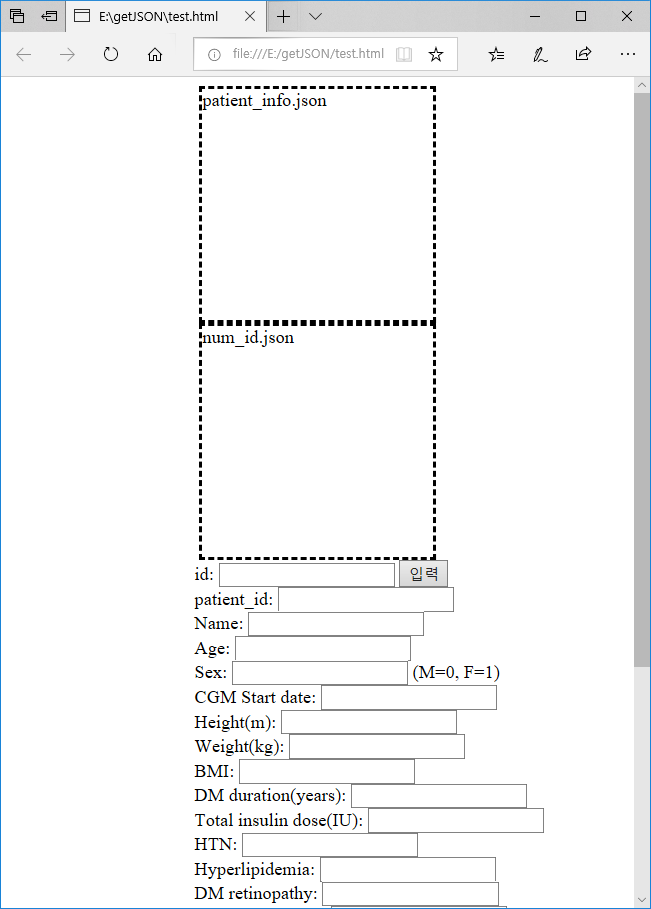 E:\getJSON\test.html
file:///E:/getJSON/test.html
patient_info.json
num_id.json
id: 입력
patient_id:
Name:
Age:
Sex: (M=0, F=1)
CGM Start date:
Height(m):
Weight(kg):
BMI:
DM duration(years):
Total insulin dose(IU):
HTN:
Hyperlipidemia:
DM retinopathy: